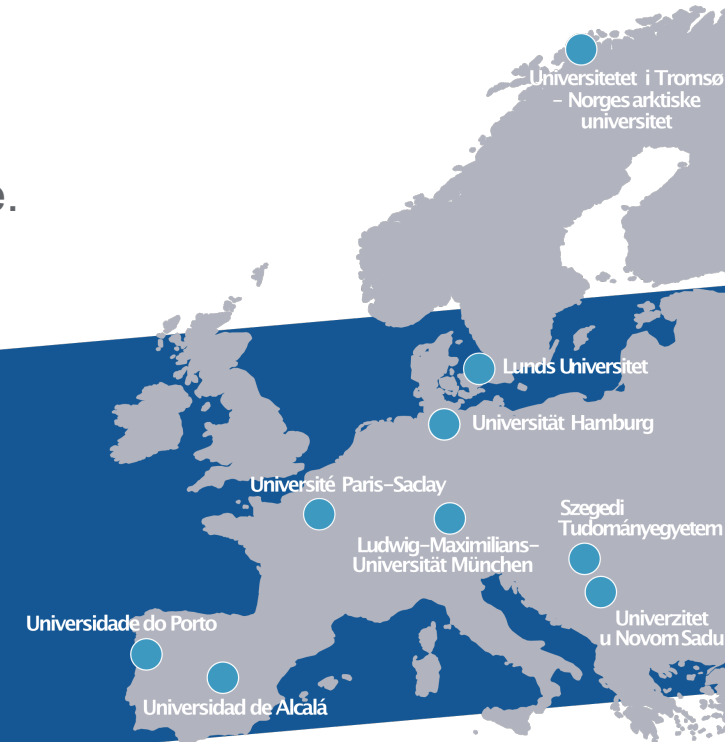 Universitetet i Tromsø
– Norges arktiske
universitet
e.
Lunds Universitet
Universität Hamburg
Université Paris–Saclay
Szegedi
Tudományegyetem
Ludwig–Maximilians–
Universität München
Univerzitet
u Novom Sadu
Universidade do Porto
Universidad de Alcalá